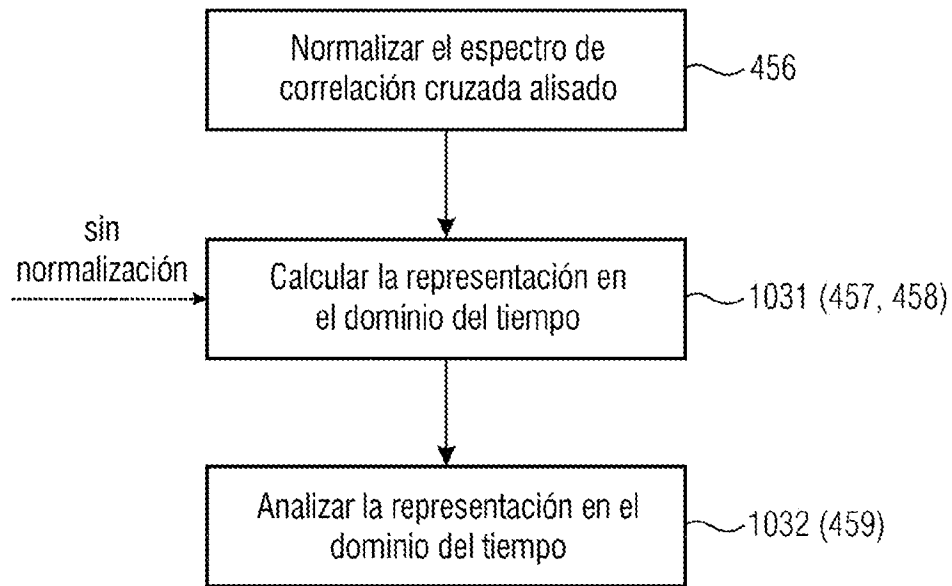 Normalizar el espectro de
correlación cruzada alisado
456
sin
normalización
Calcular la representación en
el dominio del tiempo
1031 (457, 458)
Analizar la representación en el
dominio del tiempo
1032 (459)